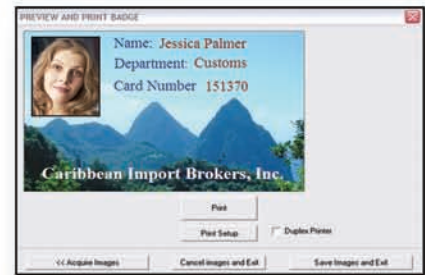 PREVIEW AND PRINT BADGE
Name: Jessica Palmer
Department: Customs
Card Number 151370
Caribbean Import Brokers, Inc.
Print
Print Setup
Duplex Printer
<< Acquire Images
Cancel images and Exit
Save Images and Exit